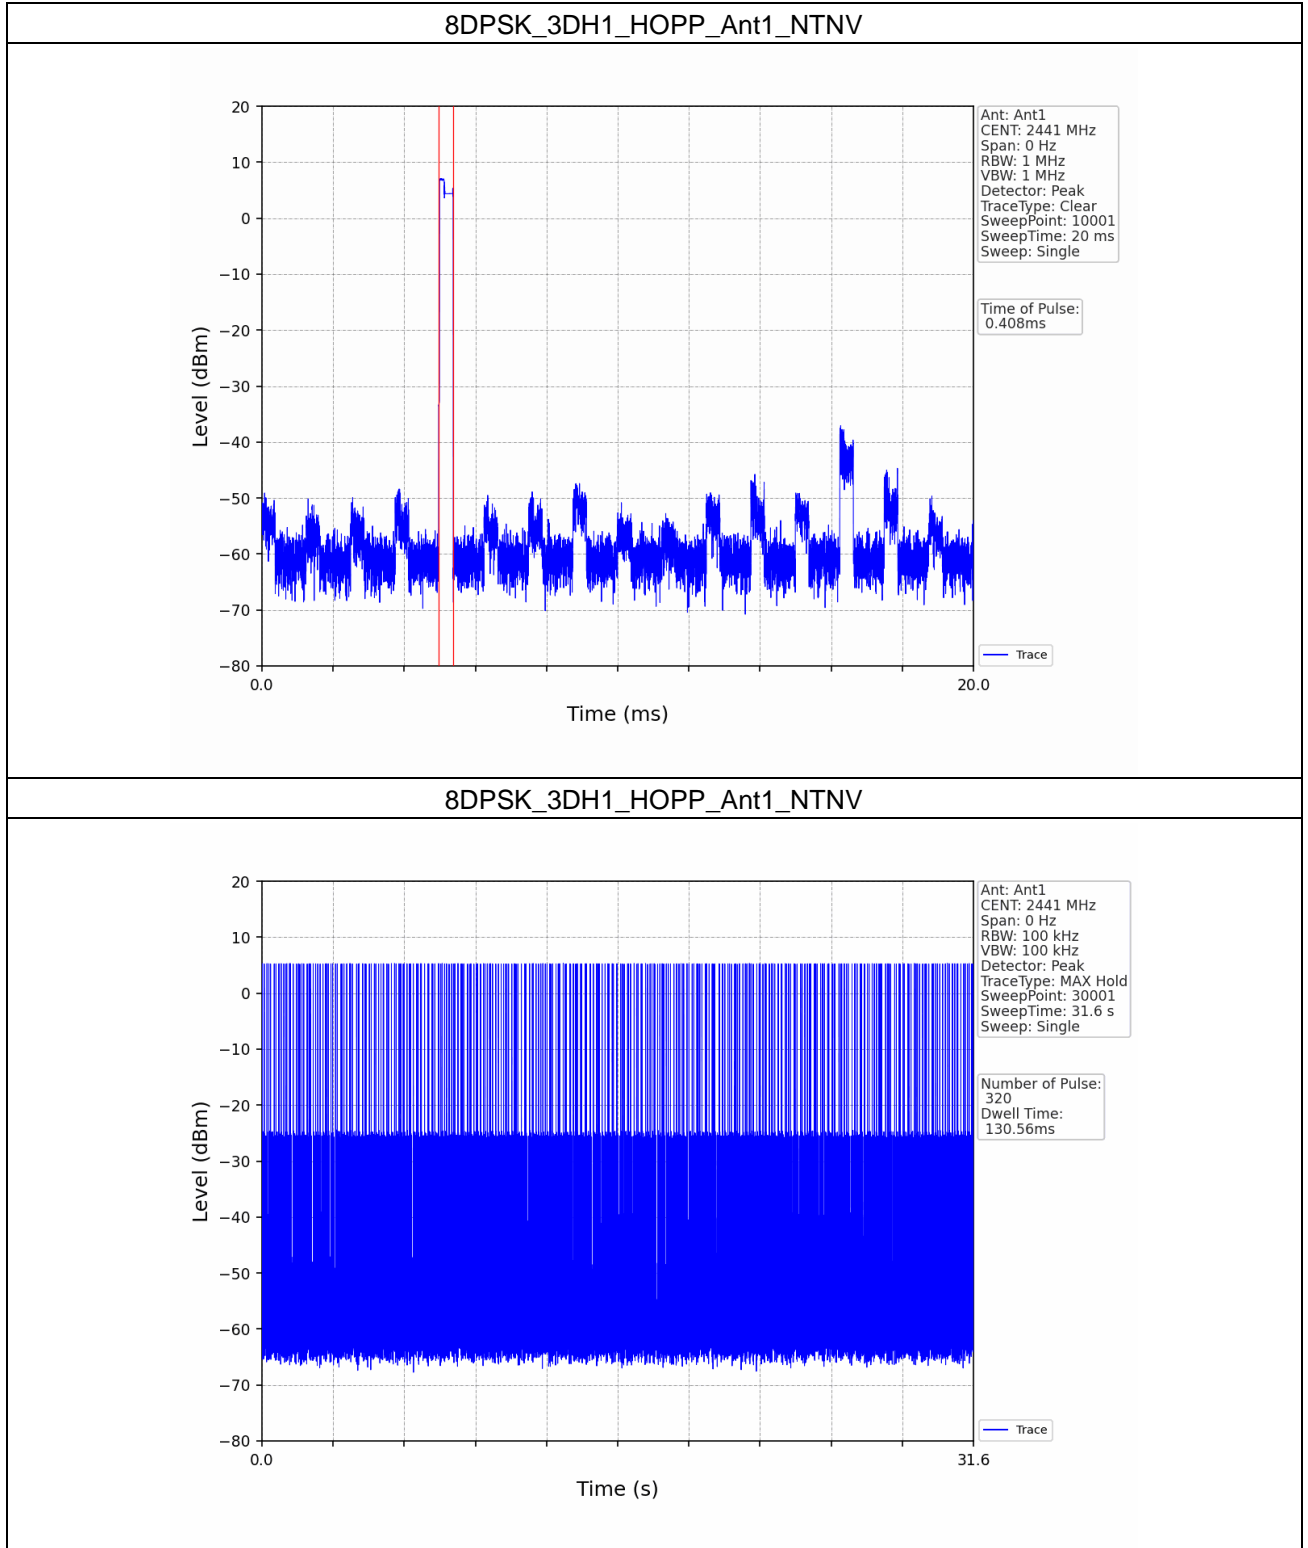 8DPSK_3DH1_HOPP_Ant1_NTNV
20
10
0
−10
−20
−30
−40
−50
−60
−70
−80
Level (dBm)
0.0
20.0
Time (ms)
Ant: Ant1
CENT: 2441 MHz
Span: 0 Hz
RBW: 1 MHz
VBW: 1 MHz
Detector: Peak
TraceType: Clear
SweepPoint: 10001
SweepTime: 20 ms
Sweep: Single
Time of Pulse:
0.408ms
Trace
8DPSK_3DH1_HOPP_Ant1_NTNV
20
10
0
−10
−20
−30
−40
−50
−60
−70
−80
Level (dBm)
0.0
31.6
Time (s)
Ant: Ant1
CENT: 2441 MHz
Span: 0 Hz
RBW: 100 kHz
VBW: 100 kHz
Detector: Peak
TraceType: MAX Hold
SweepPoint: 30001
SweepTime: 31.6 s
Sweep: Single
Number of Pulse:
320
Dwell Time:
130.56ms
Trace